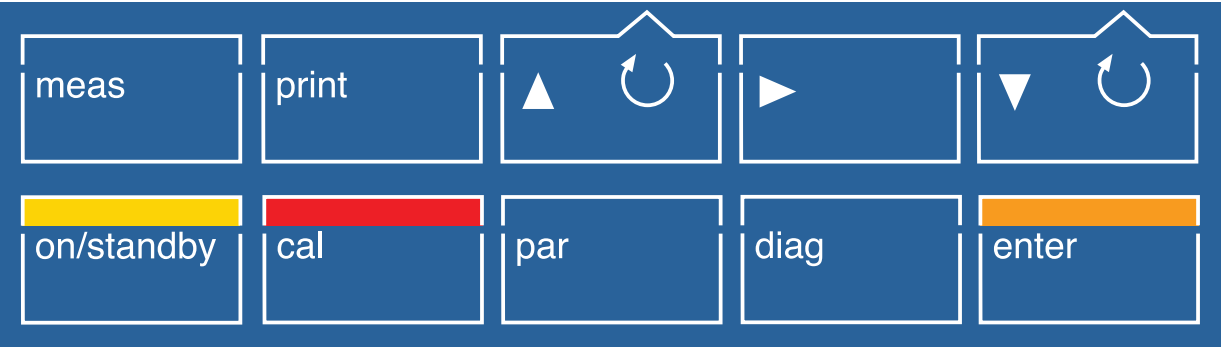 meas
print
on/standby
cal
par
diag
enter